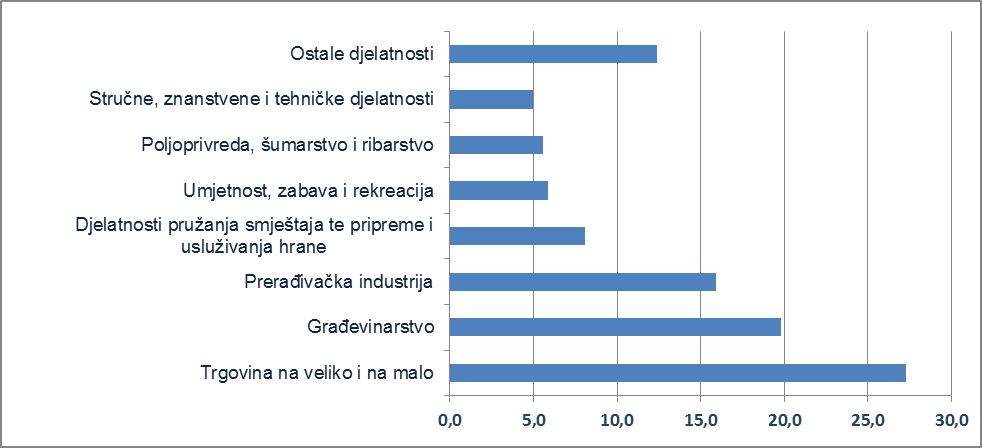 Ostale djelatnosti
Stručne, znanstvene i tehničke djelatnosti
Poljoprivreda, šumarstvo i ribarstvo
Umjetnost, zabava i rekreacija
Djelatnosti pružanja smještaja te pripreme i
usluživanja hrane
Prerađivačka industrija
Građevinarstvo
Trgovina na veliko i na malo
0,0 5,0 10,0 15,0 20,0 25,0 30,0